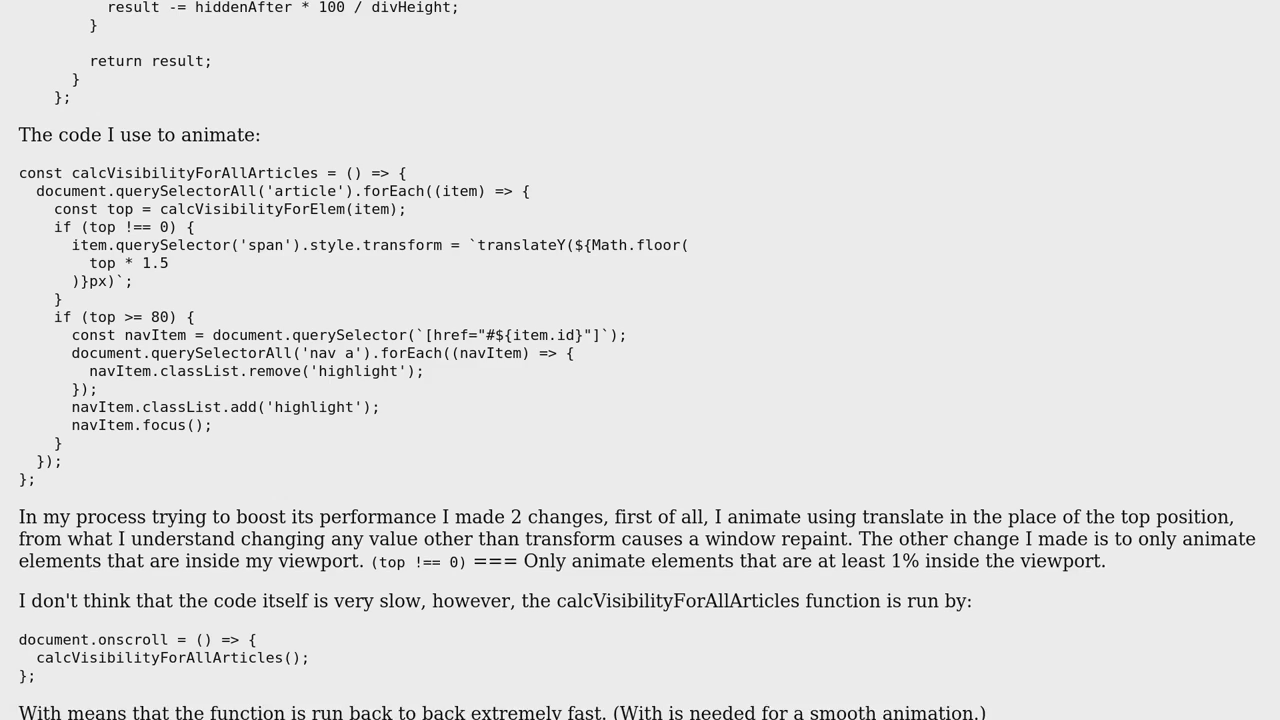 result -= hiddenAfter * 100 / divHeight;
}
return result;
}
};
The code I use to animate:
const calcVisibilityForAllArticles = () => {
document.querySelectorAll('article').forEach((item) => {
const top = calcVisibilityForElem(item);
if (top !== 0) {
item.querySelector('span').style.transform = `translateY(${Math.floor(
top * 1.5
)}px)`;
}
if (top >= 80) {
const navItem = document.querySelector(`[href="#${item.id}"]`);
document.querySelectorAll('nav a').forEach((navItem) => {
navItem.classList.remove('highlight');
});
navItem.classList.add('highlight');
navItem.focus();
}
});
};
In my process trying to boost its performance I made 2 changes, first of all, I animate using translate in the place of the top position,
from what I understand changing any value other than transform causes a window repaint. The other change I made is to only animate
elements that are inside my viewport. (top !== 0) === Only animate elements that are at least 1% inside the viewport.
I don't think that the code itself is very slow, however, the calcVisibilityForAllArticles function is run by:
document.onscroll = () => {
calcVisibilityForAllArticles();
};
With means that the function is run back to back extremely fast. (With is needed for a smooth animation.)